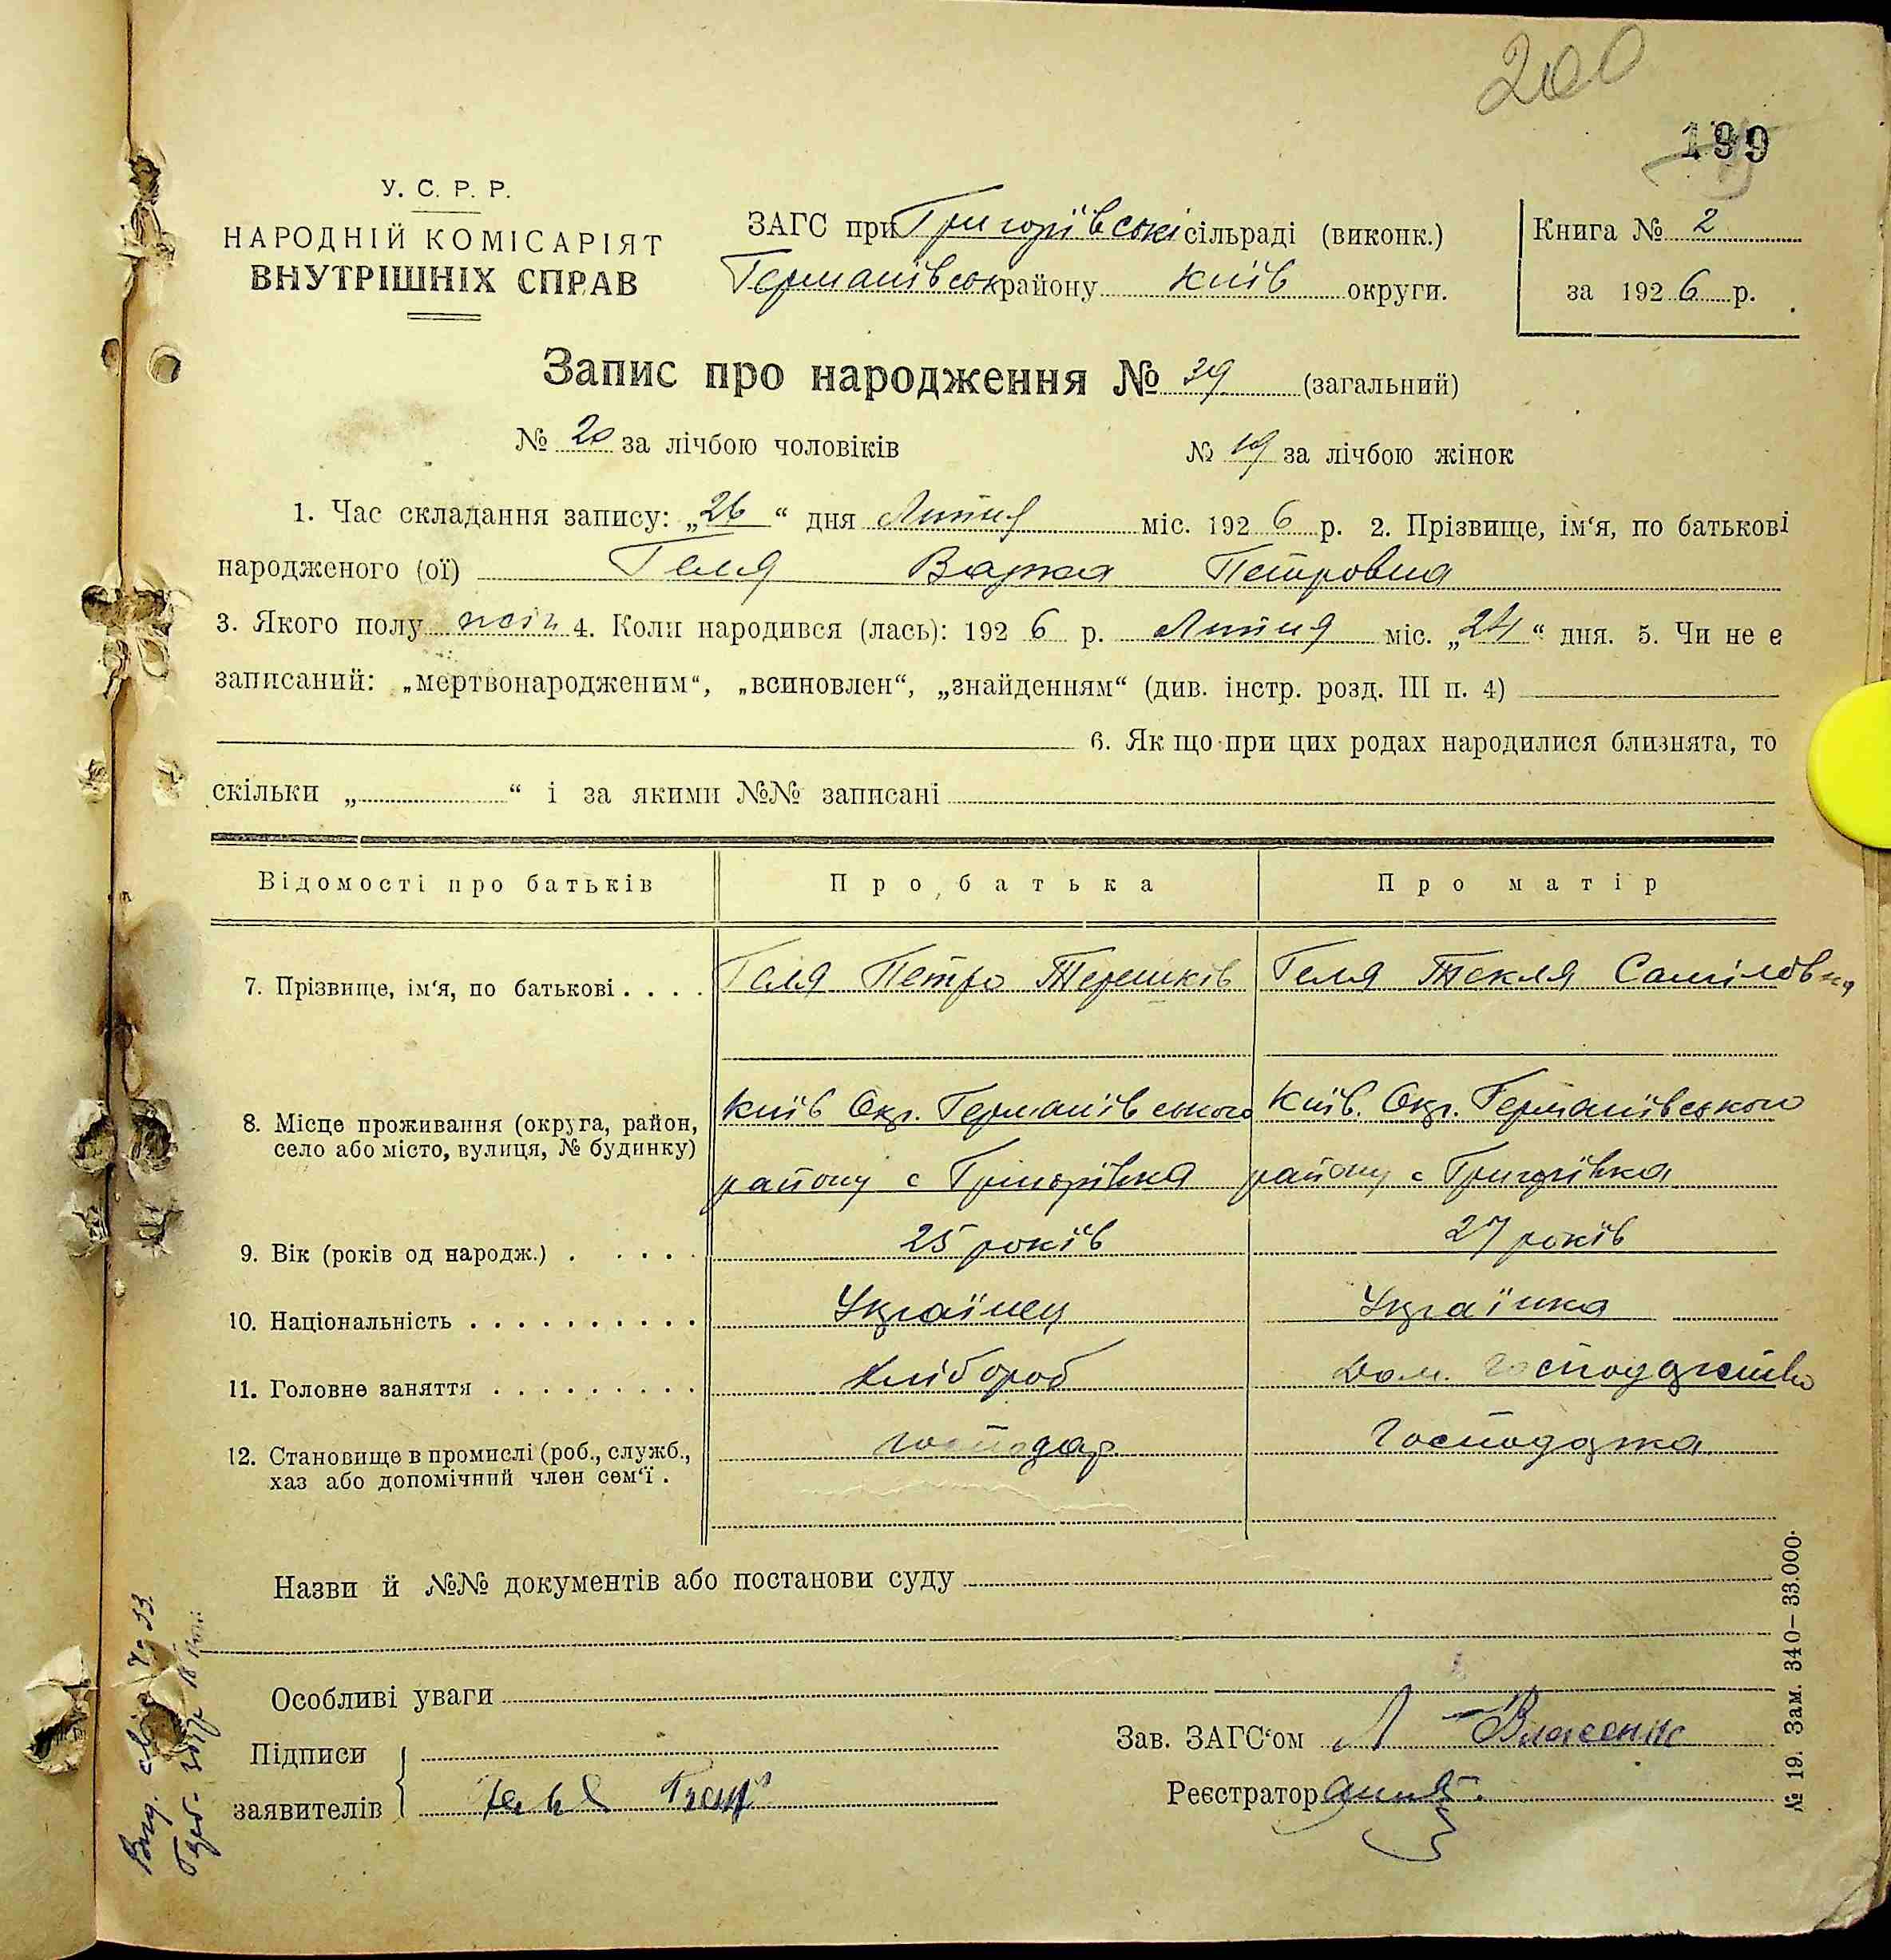 200
199
У. С. Р. Р.
НАРОДНІЙ КОМІСАРІЯТ
ВНУТРІШНІХ СПРАВ
ЗАГС при Григорївські сільраді (виконк.)
Германівськ району Київ округи.
Книга № 2
за 1926 р.
Запис про народження № 39 (загальний)
№ 20 за лічбою чоловіків № 19 за лічбою жінок
1. Час складання запису: „26“ дня Липня міс. 1926 р. 2. Прізвище, ім‘я, по батькові
народженого (ої) Геля Варка Петровна
3. Якого полу жін 4. Коли народився (лась): 1926 р. Липня міс. „24“ дня. 5. Чи не є
записаний: „мертвонародженим“, „всиновлен“, „знайденням“ (див. інстр. розд. III п. 4)
6. Як що при цих родах народилися близнята, то
скільки „ “ і за якими №№ записані
Відомості про батьків Про батька Про матір
7. Прізвище, ім‘я, по батькові . . . . Геля Петро Терешків Геля Текля Саміловна
8. Місце проживання (округа, район,
село або місто, вулиця, № будинку)
Київ Окр. Германівського Київ. Окр. Германівського
району с Григорівка району с Григорівка
9. Вік (років од народж.) . . . . . 25 років 27 років
10. Національність . . . . . . . . . . Українец Українка
11. Головне заняття . . . . . . . . . Хлібороб Дом. Господарство
12. Становище в промислі (роб., служб.,
хаз або допомічний член сем‘ї .
господар Господарка
Назви й №№ документів або постанови суду
Особливі уваги
Підписи
заявителів
Зав. ЗАГС‘ом Власенко
Реєстратор
№ 19. Зам. 340–33.000.